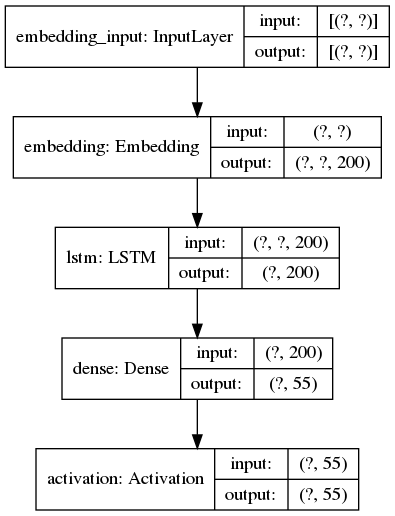 embedding_input: InputLayer
input: [(?, ?)]
output: [(?, ?)]
embedding: Embedding
input: (?, ?)
output: (?, ?, 200)
lstm: LSTM
input: (?, ?, 200)
output: (?, 200)
dense: Dense
input: (?, 200)
output: (?, 55)
activation: Activation
input: (?, 55)
output: (?, 55)